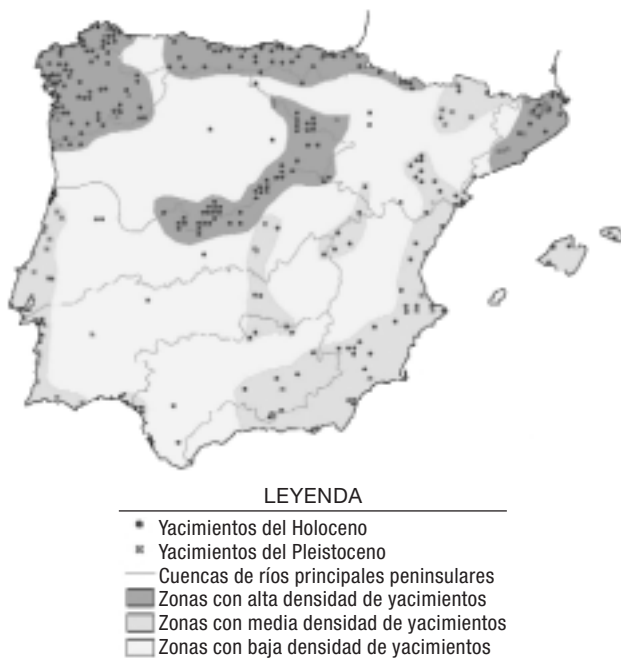 LEYENDA
Yacimientos del Holoceno
Yacimientos del Pleistoceno
Cuencas de ríos principales peninsulares
Zonas con alta densidad de yacimientos
Zonas con media densidad de yacimientos
Zonas con baja densidad de yacimientos